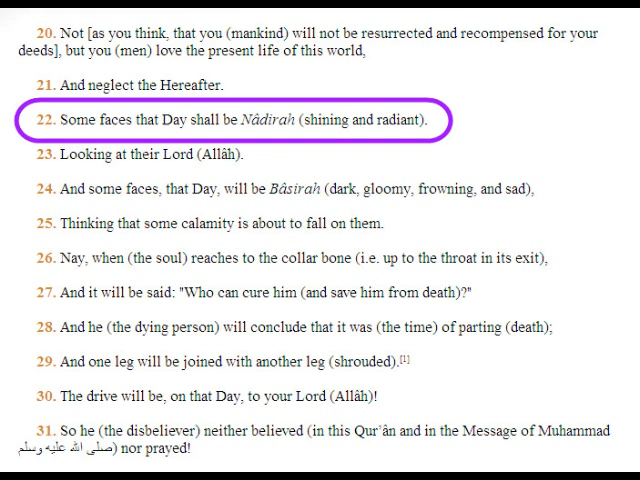 20. Not [as you think, that you (mankind) will not be resurrected and recompensed for your
deeds], but you (men) love the present life of this world,
21. And neglect the Hereafter.
22. Some faces that Day shall be Nâdirah (shining and radiant).
23. Looking at their Lord (Allâh).
24. And some faces, that Day, will be Bâsirah (dark, gloomy, frowning, and sad),
25. Thinking that some calamity is about to fall on them.
26. Nay, when (the soul) reaches to the collar bone (i.e. up to the throat in its exit),
27. And it will be said: "Who can cure him (and save him from death)?"
28. And he (the dying person) will conclude that it was (the time) of parting (death);
29. And one leg will be joined with another leg (shrouded).[1]
30. The drive will be, on that Day, to your Lord (Allâh)!
31. So he (the disbeliever) neither believed (in this Qur’ân and in the Message of Muhammad
صلى الله عليه وسلم) nor prayed!